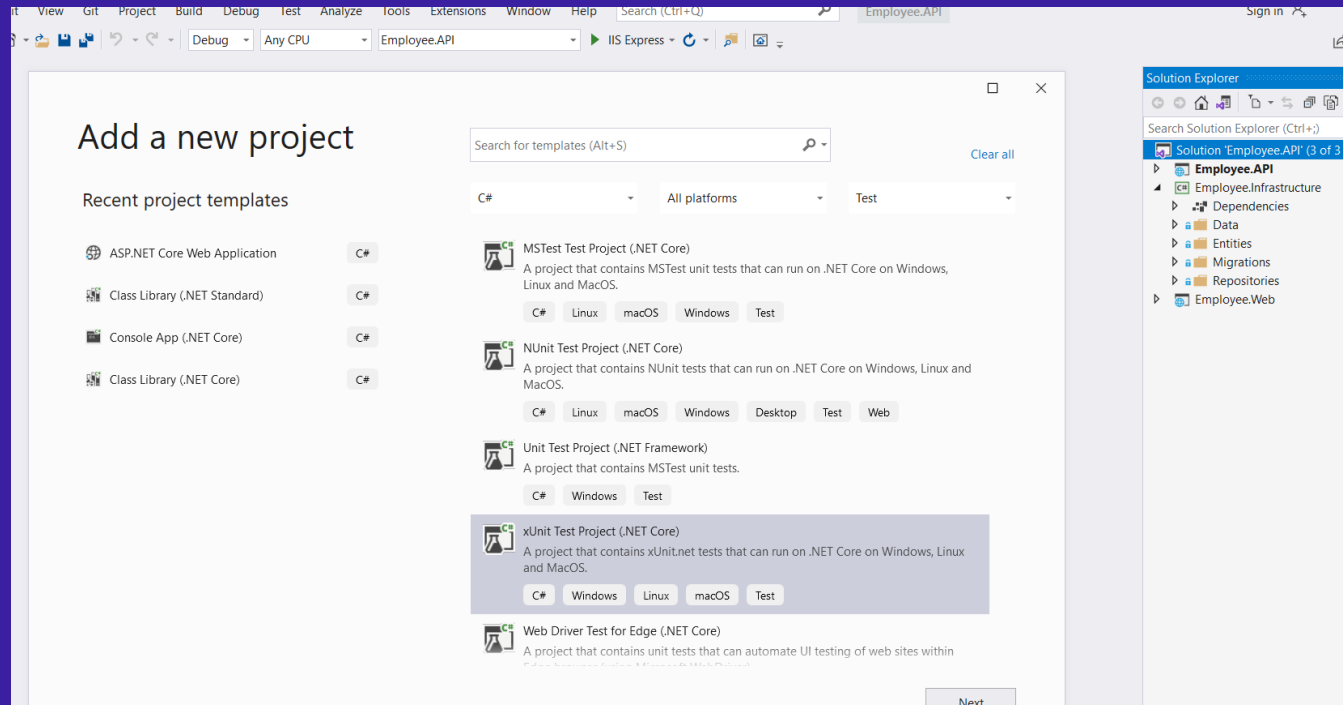 it View Git Project Build Debug Test Analyze Tools Extensions Window Help Search (Ctrl+Q) Employee.API Sign in
Debug Any CPU Employee.API IIS Express
Add a new project
Search for templates (Alt+S)
Clear all
Recent project templates
C# All platforms Test
ASP.NET Core Web Application C#
Class Library (.NET Standard) C#
Console App (.NET Core) C#
Class Library (.NET Core) C#
MSTest Test Project (.NET Core)
A project that contains MSTest unit tests that can run on .NET Core on Windows,
Linux and MacOS.
C# Linux macOS Windows Test
NUnit Test Project (.NET Core)
A project that contains NUnit tests that can run on .NET Core on Windows, Linux and
MacOS.
C# Linux macOS Windows Desktop Test Web
Unit Test Project (.NET Framework)
A project that contains MSTest unit tests.
C# Windows Test
xUnit Test Project (.NET Core)
A project that contains xUnit.net tests that can run on .NET Core on Windows, Linux
and MacOS.
C# Windows Linux macOS Test
Web Driver Test for Edge (.NET Core)
A project that contains unit tests that can automate UI testing of web sites within
Next
Solution Explorer
Search Solution Explorer (Ctrl+;)
Solution 'Employee.API' (3 of 3
Employee.API
C# Employee.Infrastructure
Dependencies
Data
Entities
Migrations
Repositories
Employee.Web